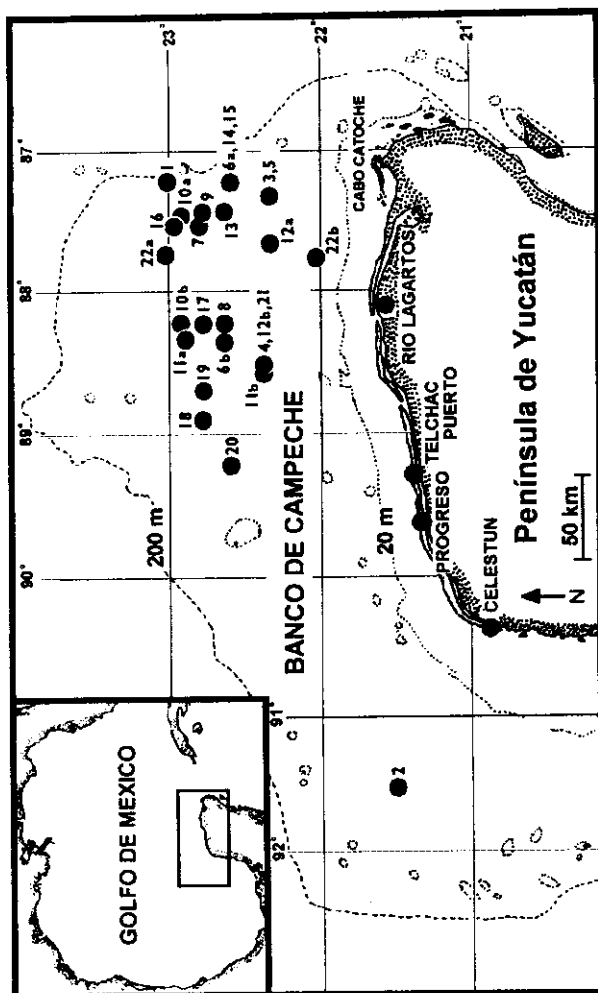 90°
89°
88°
87°
GOLFO DE MEXICO
200 m
22a
16
1
23
11a
10b
10a
18
19
17
7
9
6b
8
13
6a, 14, 15
20
11b
4, 12b, 21
3,5
12a
92°
91°
BANCO DE CAMPECHE
22b
22
CABO CATOCHE
20 m
2
RIO LAGARTOS
PROGRESO
TELCHAC
PUERTO
21
CELESTUN
Península de Yucatán
N
50 km